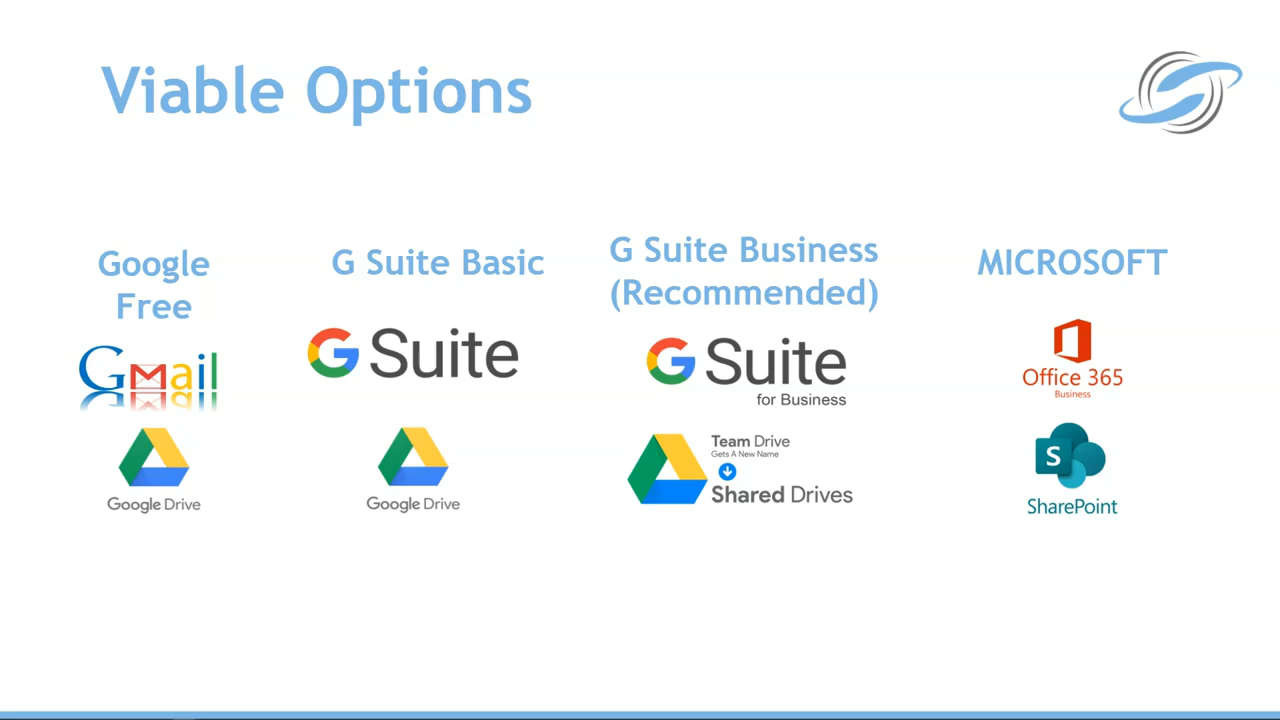 Viable Options
Google
Free
Gmail
Google Drive
G Suite Basic
G Suite
Google Drive
G Suite Business
(Recommended)
G Suite
for Business
Team Drive
Gets A New Name
Shared Drives
MICROSOFT
Office 365
Business
S
SharePoint